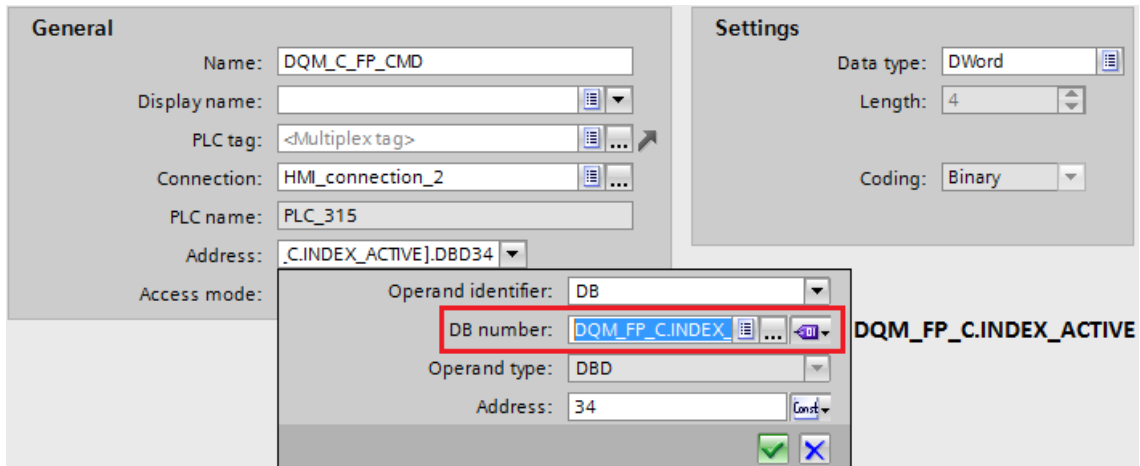 General
Name: DQM_C_FP_CMD
Display name:
PLC tag: <Multiplex tag> ...
Connection: HMI_connection_2 ...
PLC name: PLC_315
Address: _C.INDEX_ACTIVE].DBD34
Access mode:
Operand identifier: DB
DB number: DQM_FP_C.INDEX_ ...
Operand type: DBD
Address: 34 Const
Settings
Data type: DWord
Length: 4
Coding: Binary
DQM_FP_C.INDEX_ACTIVE